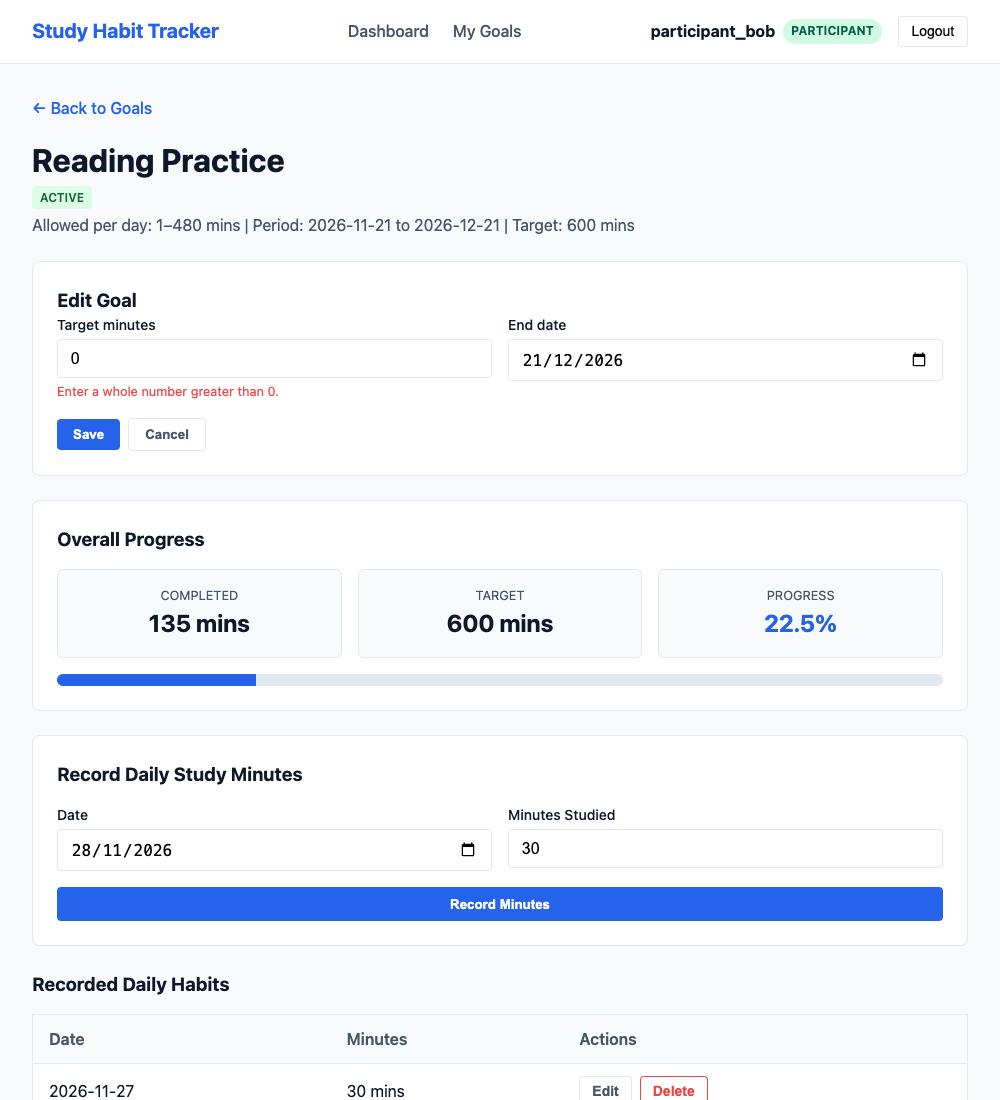 Study Habit Tracker Dashboard My Goals participant_bob PARTICIPANT Logout
← Back to Goals
Reading Practice
ACTIVE
Allowed per day: 1–480 mins | Period: 2026-11-21 to 2026-12-21 | Target: 600 mins
Edit Goal
Target minutes End date
0 21/12/2026
Enter a whole number greater than 0.
Save Cancel
Overall Progress
COMPLETED TARGET PROGRESS
135 mins 600 mins 22.5%
Record Daily Study Minutes
Date Minutes Studied
28/11/2026 30
Record Minutes
Recorded Daily Habits
Date Minutes Actions
2026-11-27 30 mins Edit Delete